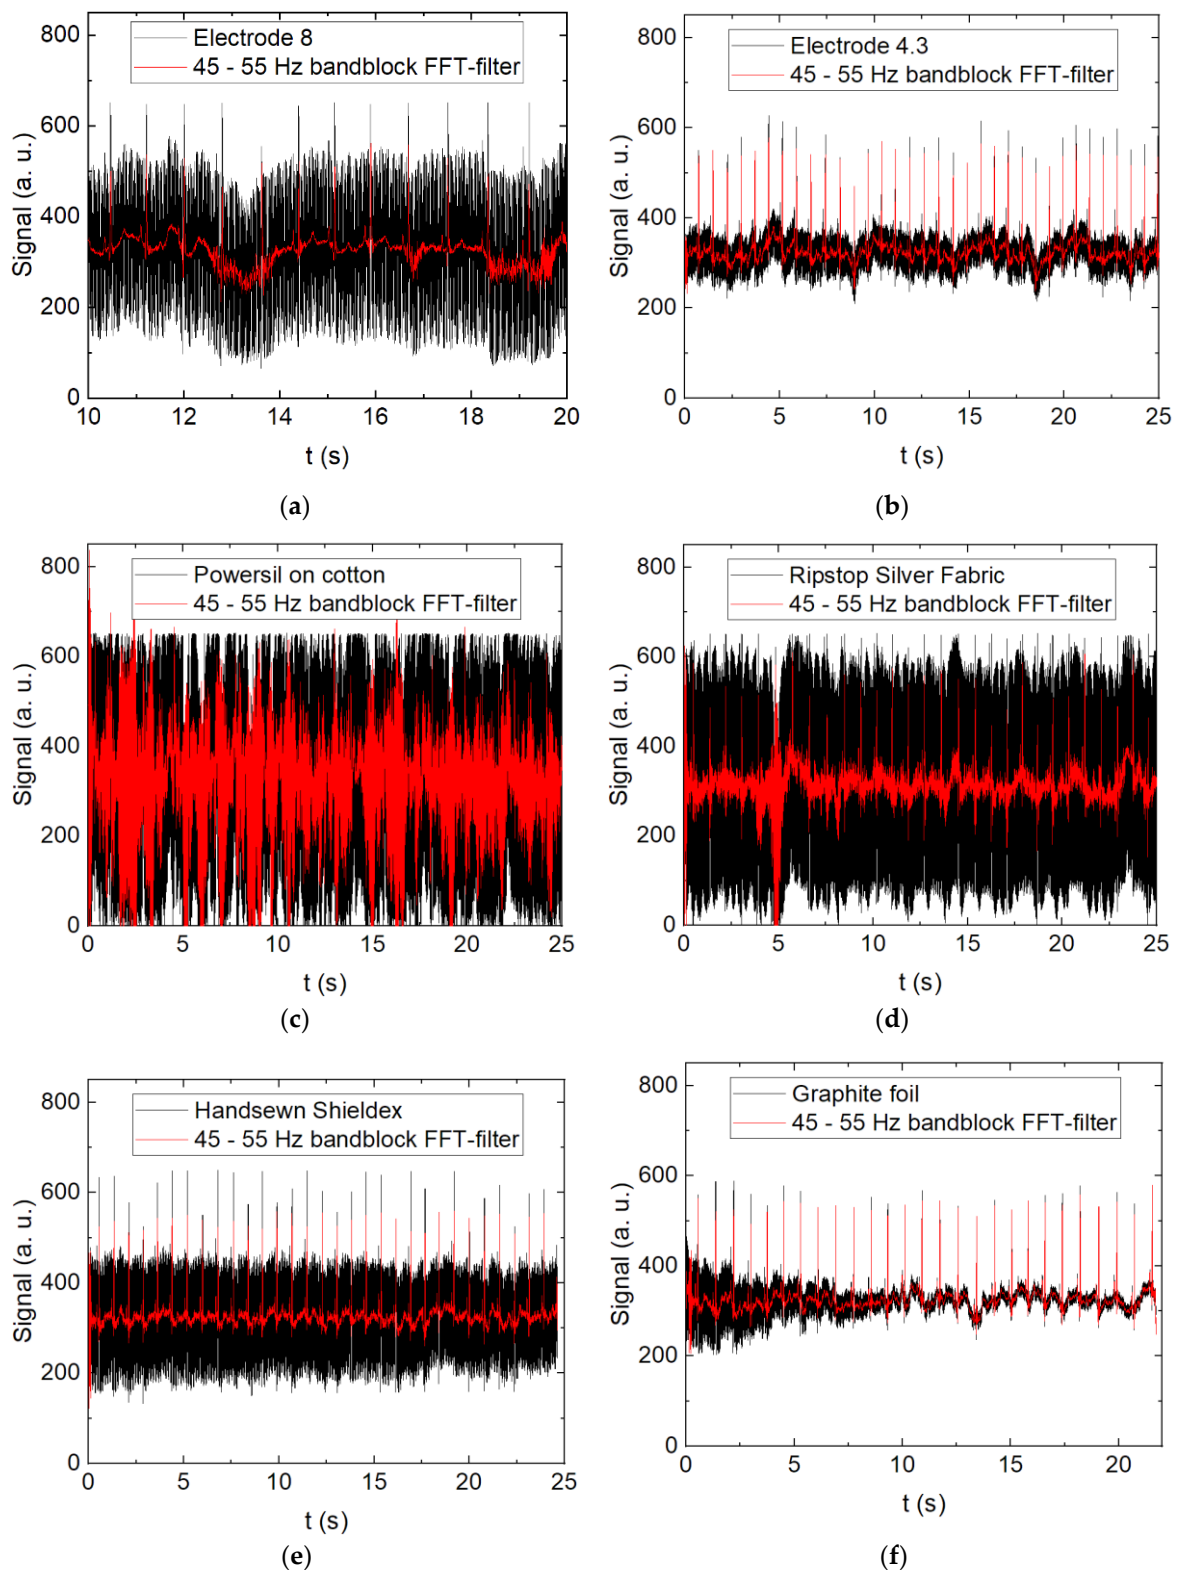 Electrode 8
45 - 55 Hz bandblock FFT-filter
800
600
400
200
0
Signal (a. u.)
10 12 14 16 18 20
t (s)
(a)
Electrode 4.3
45 - 55 Hz bandblock FFT-filter
800
600
400
200
0
Signal (a. u.)
0 5 10 15 20 25
t (s)
(b)
Powersil on cotton
45 - 55 Hz bandblock FFT-filter
800
600
400
200
0
Signal (a. u.)
0 5 10 15 20 25
t (s)
(c)
Ripstop Silver Fabric
45 - 55 Hz bandblock FFT-filter
800
600
400
200
0
Signal (a. u.)
0 5 10 15 20 25
t (s)
(d)
Handsewn Shieldex
45 - 55 Hz bandblock FFT-filter
800
600
400
200
0
Signal (a. u.)
0 5 10 15 20 25
t (s)
(e)
Graphite foil
45 - 55 Hz bandblock FFT-filter
800
600
400
200
0
Signal (a. u.)
0 5 10 15 20
t (s)
(f)